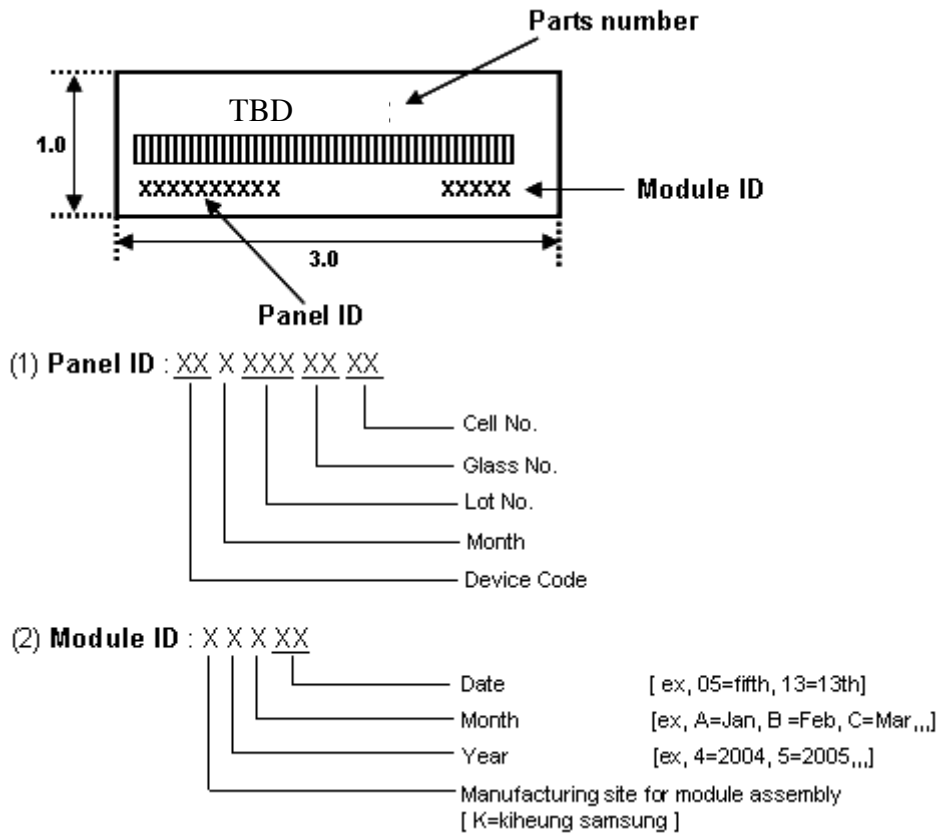 Parts number
TBD
1.0
XXXXXXXXXX XXXXX
Module ID
3.0
Panel ID
(1) Panel ID : XX X XXX XX XX
Cell No.
Glass No.
Lot No.
Month
Device Code
(2) Module ID : X X X XX
Date [ ex, 05=fifth, 13=13th]
Month [ex, A=Jan, B =Feb, C=Mar,,,]
Year [ex, 4=2004, 5=2005,,,]
Manufacturing site for module assembly
[ K=kiheung samsung ]